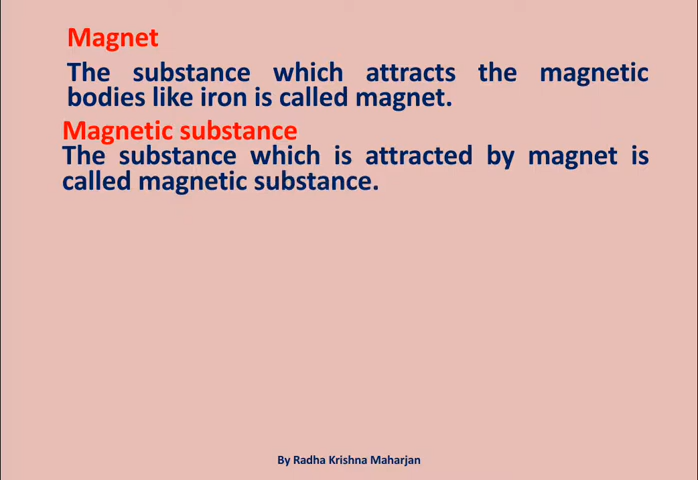 Magnet
The substance which attracts the magnetic
bodies like iron is called magnet.
Magnetic substance
The substance which is attracted by magnet is
called magnetic substance.
By Radha Krishna Maharjan